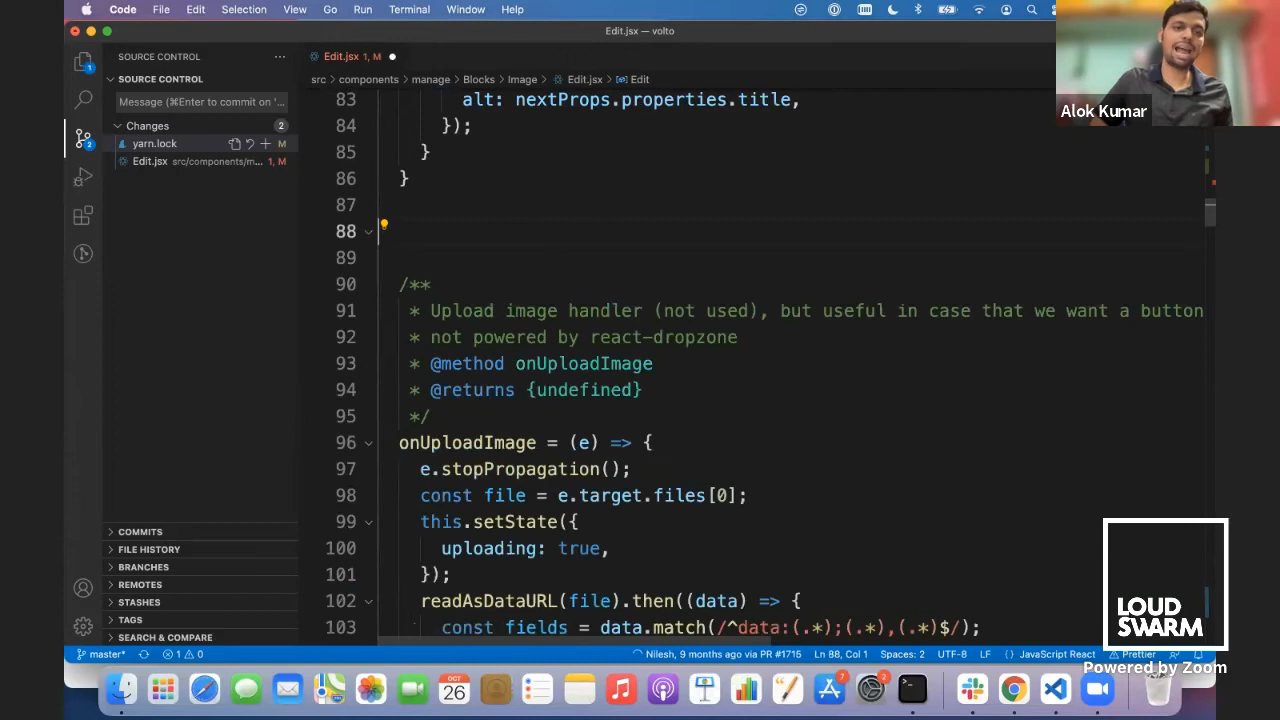 Code File Edit Selection View Go Run Terminal Window Help
Edit.jsx — volto
SOURCE CONTROL
Edit.jsx 1, M
SOURCE CONTROL
src > components > manage > Blocks > Image > Edit.jsx > Edit
Message (⌘Enter to commit on '...
Changes 2
yarn.lock M
Edit.jsx src/components/m... 1, M
83 alt: nextProps.properties.title,
84 });
85 }
86 }
87
88
89
90 /**
91 * Upload image handler (not used), but useful in case that we want a button
92 * not powered by react-dropzone
93 * @method onUploadImage
94 * @returns {undefined}
95 */
96 onUploadImage = (e) => {
97 e.stopPropagation();
98 const file = e.target.files[0];
99 this.setState({
100 uploading: true,
101 });
102 readAsDataURL(file).then((data) => {
103 const fields = data.match(/^data:(.*);(.*),(.*)$/);
COMMITS
FILE HISTORY
BRANCHES
REMOTES
STASHES
TAGS
SEARCH & COMPARE
master* 1 0 Nilesh, 9 months ago via PR #1715 Ln 88, Col 1 Spaces: 2 UTF-8 LF JavaScript React Prettier
1
2
OCT
26
7
2
Alok Kumar
LOUD
SWARM
Powered by Zoom